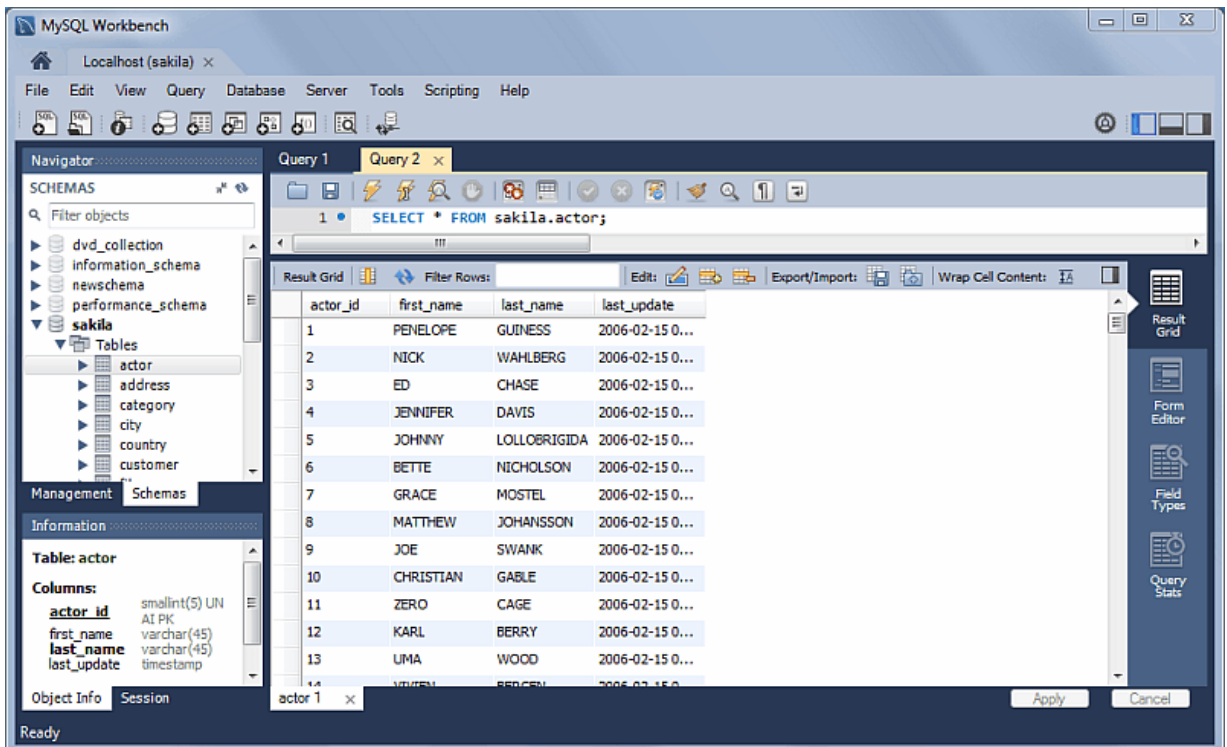 MySQL Workbench
Localhost (sakila)
File Edit View Query Database Server Tools Scripting Help
Navigator
SCHEMAS
Filter objects
dvd_collection
information_schema
newschema
performance_schema
sakila
Tables
actor
address
category
city
country
customer
Management Schemas
Information
Table: actor
Columns:
actor_id smallint(5) UN AI PK
first_name varchar(45)
last_name varchar(45)
last_update timestamp
Object Info Session
Query 1 Query 2
1 SELECT * FROM sakila.actor;
Result Grid Filter Rows: Edit: Export/Import: Wrap Cell Content:
actor_id first_name last_name last_update
1 PENELOPE GUINESS 2006-02-15 0...
2 NICK WAHLBERG 2006-02-15 0...
3 ED CHASE 2006-02-15 0...
4 JENNIFER DAVIS 2006-02-15 0...
5 JOHNNY LOLLOBRIGIDA 2006-02-15 0...
6 BETTE NICHOLSON 2006-02-15 0...
7 GRACE MOSTEL 2006-02-15 0...
8 MATTHEW JOHANSSON 2006-02-15 0...
9 JOE SWANK 2006-02-15 0...
10 CHRISTIAN GABLE 2006-02-15 0...
11 ZERO CAGE 2006-02-15 0...
12 KARL BERRY 2006-02-15 0...
13 UMA WOOD 2006-02-15 0...
actor 1
Result
Grid
Form
Editor
Field
Types
Query
Stats
Apply Cancel
Ready